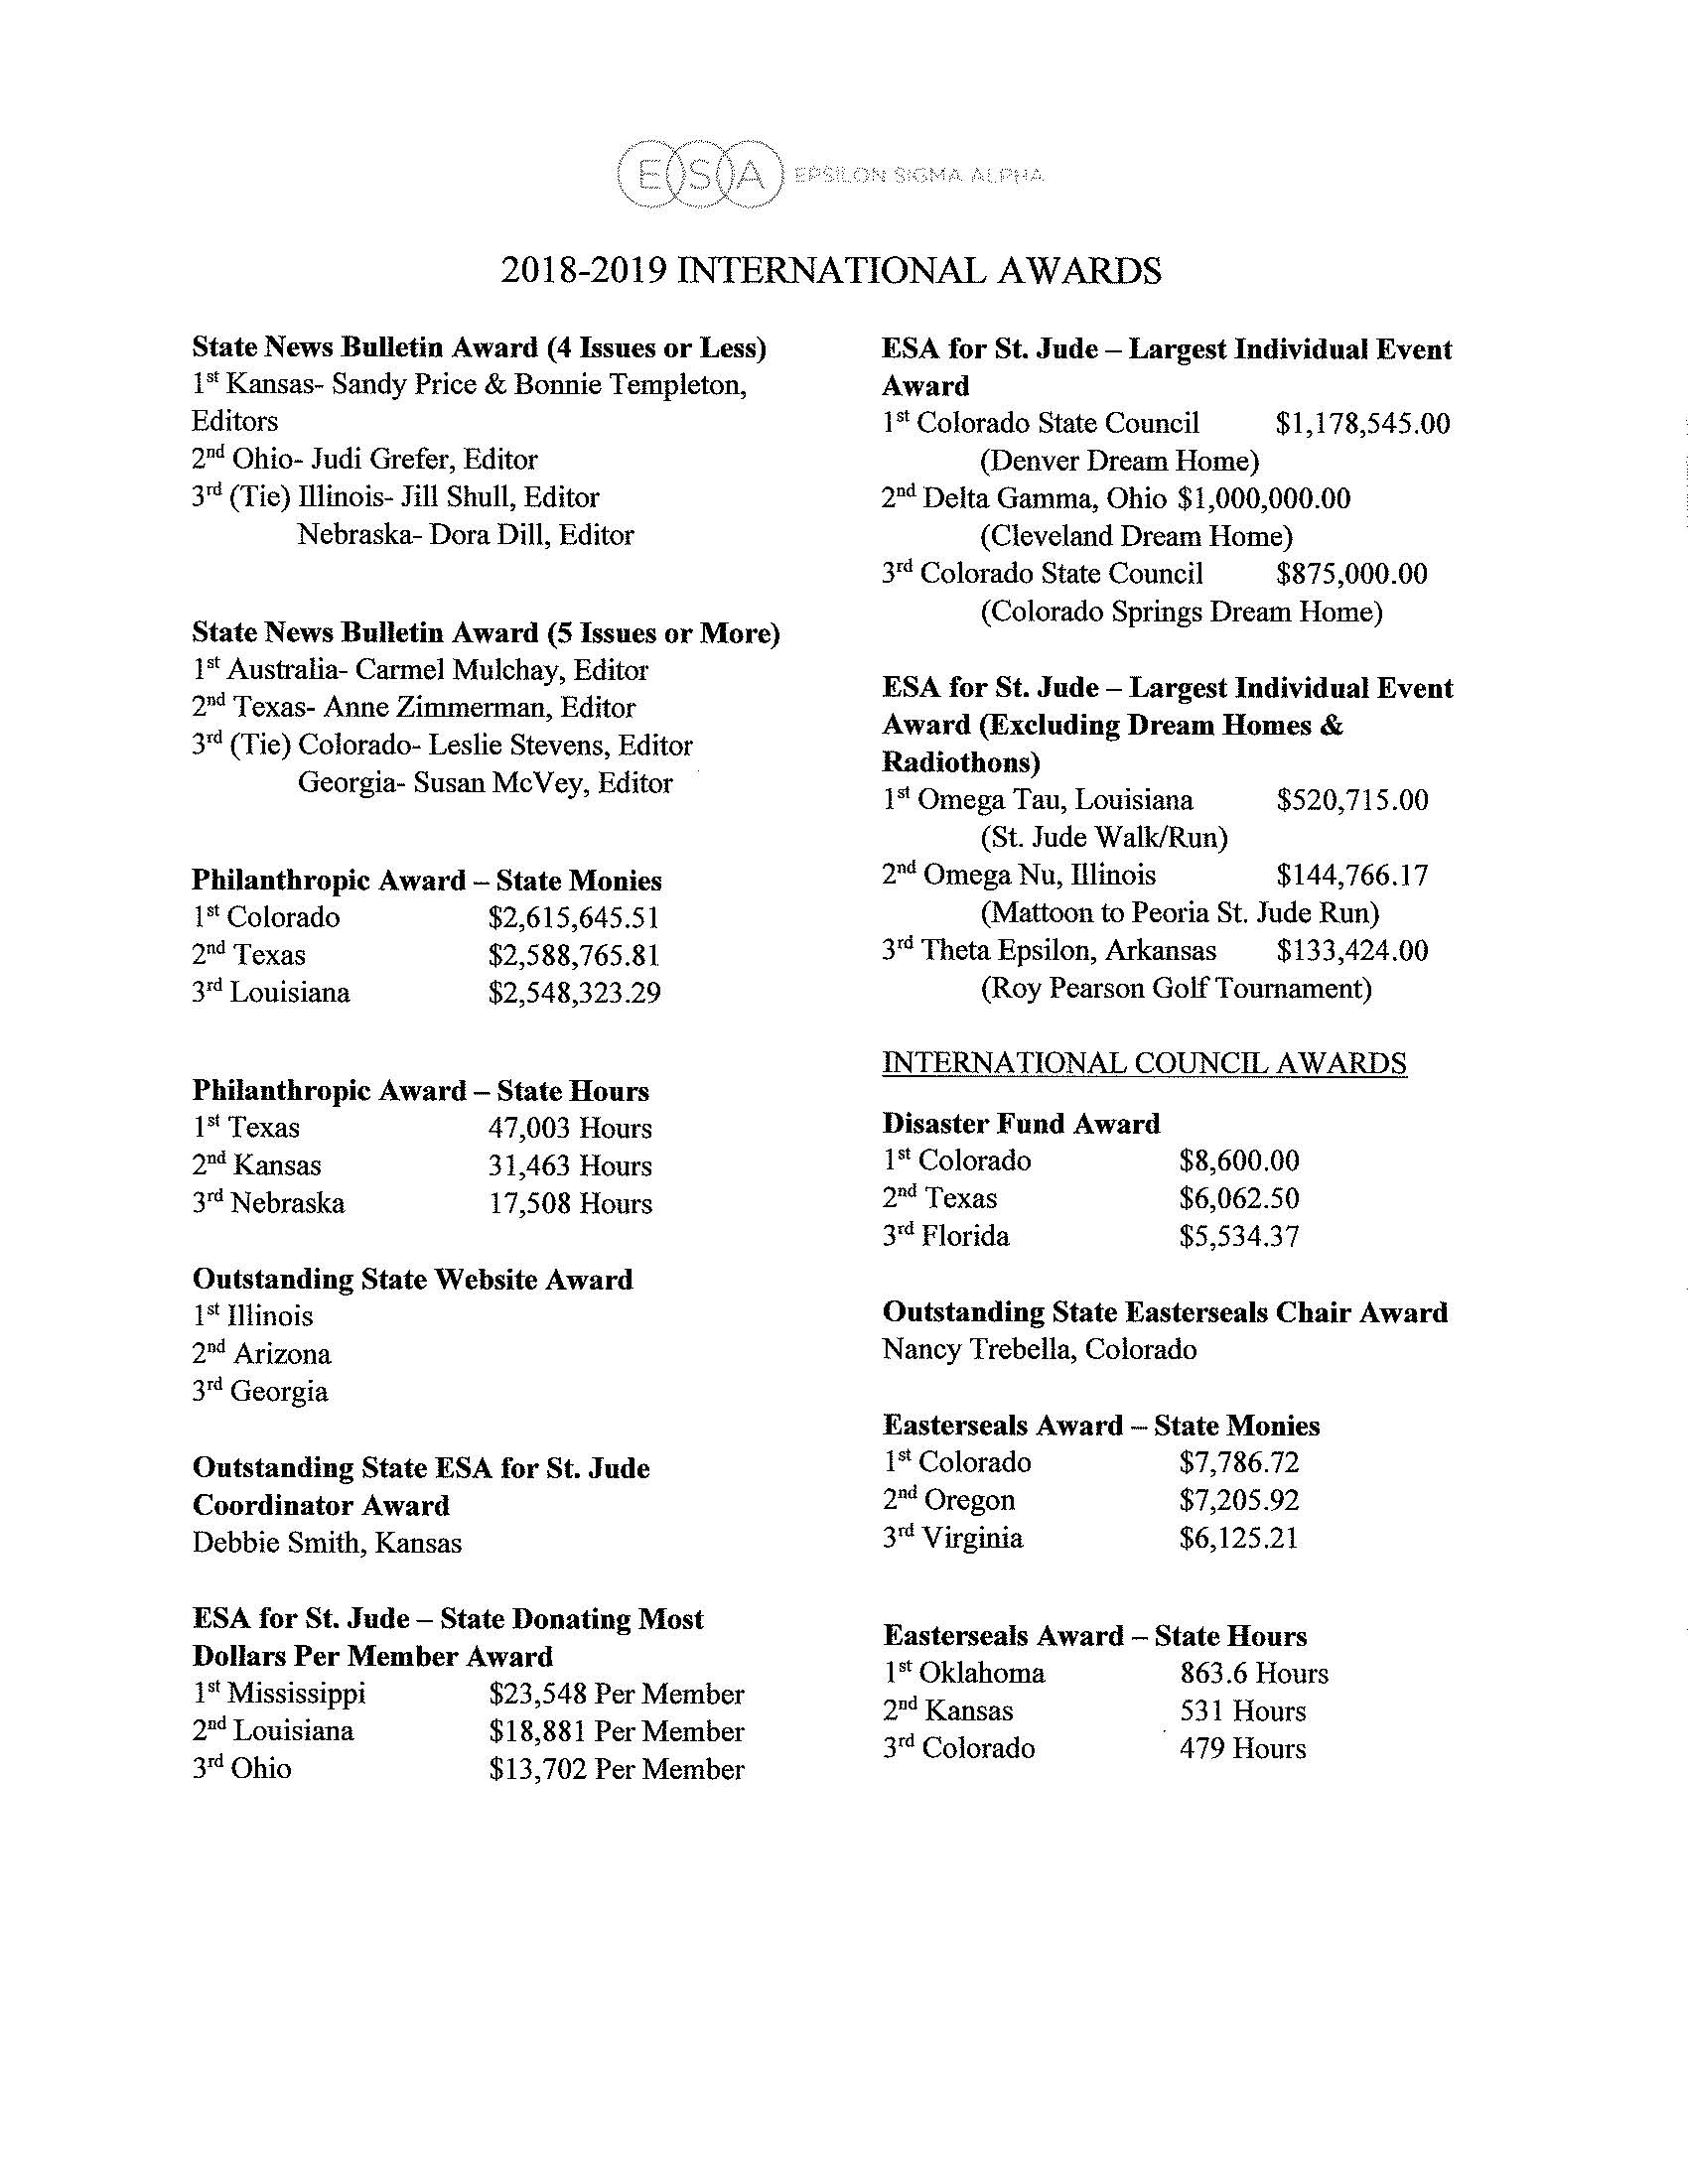 ESA EPSILON SIGMA ALPHA
2018-2019 INTERNATIONAL AWARDS
State News Bulletin Award (4 Issues or Less)
1st Kansas- Sandy Price & Bonnie Templeton,
Editors
2nd Ohio- Judi Grefer, Editor
3rd (Tie) Illinois- Jill Shull, Editor
Nebraska- Dora Dill, Editor
State News Bulletin Award (5 Issues or More)
1st Australia- Carmel Mulchay, Editor
2nd Texas- Anne Zimmerman, Editor
3rd (Tie) Colorado- Leslie Stevens, Editor
Georgia- Susan McVey, Editor
Philanthropic Award – State Monies
1st Colorado $2,615,645.51
2nd Texas $2,588,765.81
3rd Louisiana $2,548,323.29
Philanthropic Award – State Hours
1st Texas 47,003 Hours
2nd Kansas 31,463 Hours
3rd Nebraska 17,508 Hours
Outstanding State Website Award
1st Illinois
2nd Arizona
3rd Georgia
Outstanding State ESA for St. Jude
Coordinator Award
Debbie Smith, Kansas
ESA for St. Jude – State Donating Most
Dollars Per Member Award
1st Mississippi $23,548 Per Member
2nd Louisiana $18,881 Per Member
3rd Ohio $13,702 Per Member
ESA for St. Jude – Largest Individual Event
Award
1st Colorado State Council $1,178,545.00
(Denver Dream Home)
2nd Delta Gamma, Ohio $1,000,000.00
(Cleveland Dream Home)
3rd Colorado State Council $875,000.00
(Colorado Springs Dream Home)
ESA for St. Jude – Largest Individual Event
Award (Excluding Dream Homes &
Radiothons)
1st Omega Tau, Louisiana $520,715.00
(St. Jude Walk/Run)
2nd Omega Nu, Illinois $144,766.17
(Mattoon to Peoria St. Jude Run)
3rd Theta Epsilon, Arkansas $133,424.00
(Roy Pearson Golf Tournament)
INTERNATIONAL COUNCIL AWARDS
Disaster Fund Award
1st Colorado $8,600.00
2nd Texas $6,062.50
3rd Florida $5,534.37
Outstanding State Easterseals Chair Award
Nancy Trebella, Colorado
Easterseals Award – State Monies
1st Colorado $7,786.72
2nd Oregon $7,205.92
3rd Virginia $6,125.21
Easterseals Award – State Hours
1st Oklahoma 863.6 Hours
2nd Kansas 531 Hours
3rd Colorado 479 Hours